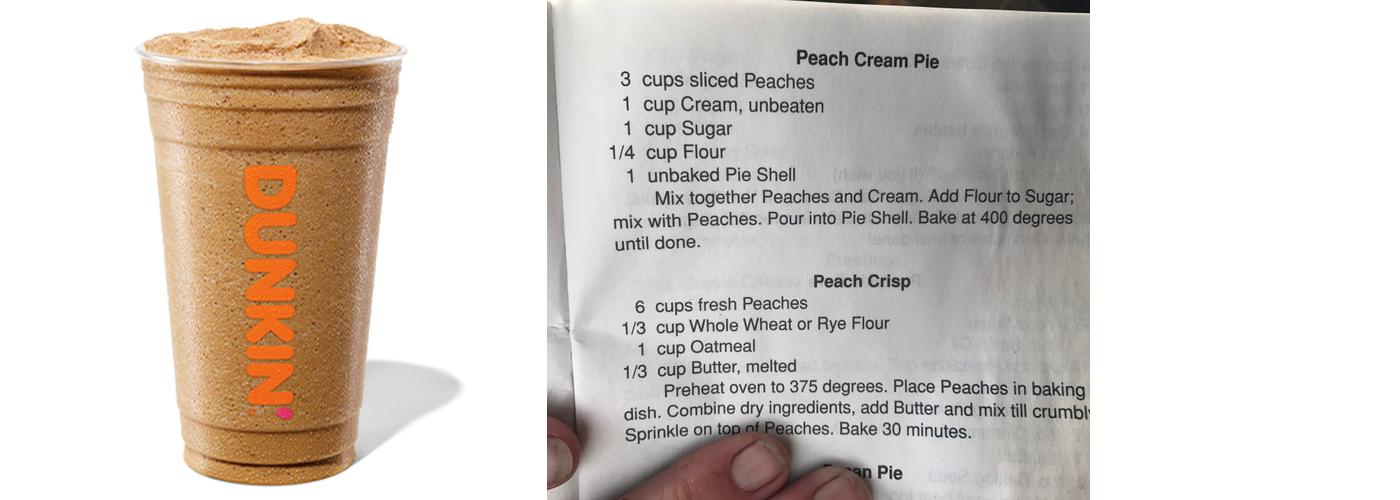 DUNKIN'
Peach Cream Pie
3 cups sliced Peaches
1 cup Cream, unbeaten
1 cup Sugar
1/4 cup Flour
1 unbaked Pie Shell
Mix together Peaches and Cream. Add Flour to Sugar;
mix with Peaches. Pour into Pie Shell. Bake at 400 degrees
until done.
Peach Crisp
6 cups fresh Peaches
1/3 cup Whole Wheat or Rye Flour
1 cup Oatmeal
1/3 cup Butter, melted
Preheat oven to 375 degrees. Place Peaches in baking
dish. Combine dry ingredients, add Butter and mix till crumbly
Sprinkle on top of Peaches. Bake 30 minutes.
Pie